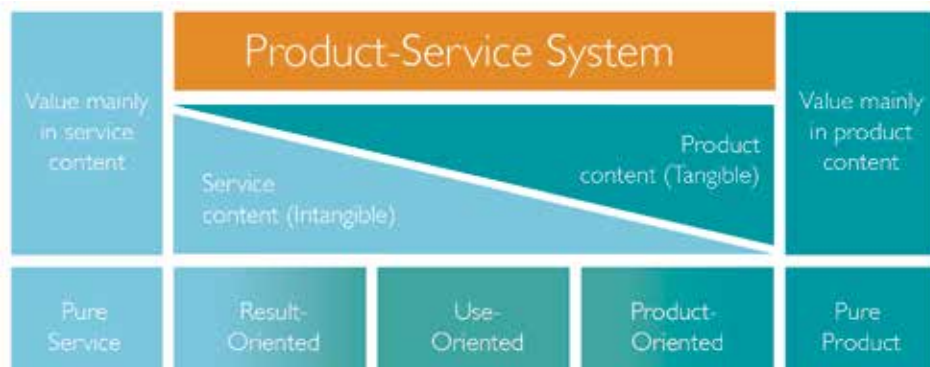 Product-Service System
Value mainly
in service
content
Service
content (Intangible)
Product
content (Tangible)
Value mainly
in product
content
Pure
Service
Result-
Oriented
Use-
Oriented
Product-
Oriented
Pure
Product